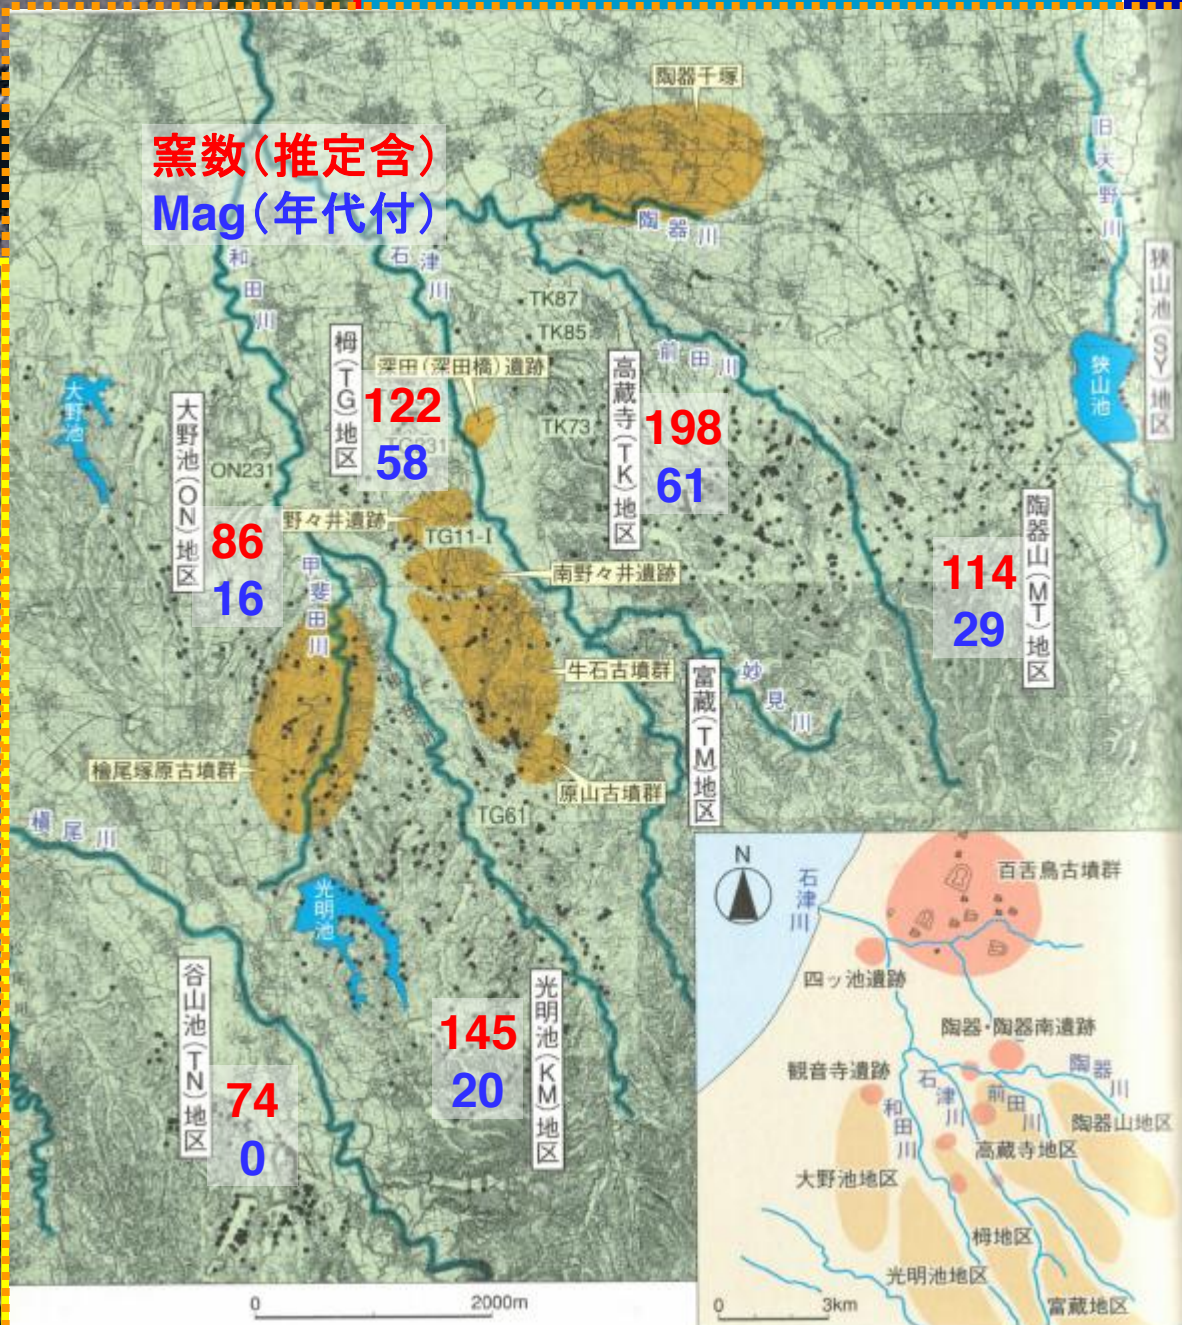 陶器千塚
窯数（推定含）
Mag（年代付）
陶器川
旧天野川
和田川
石津川
狭山池（SY）地区
TK87
TK85
前田川
栂（TG）地区
深田（深田橋）遺跡
高蔵寺（TK）地区
狭山池
大野池
大野池（ON）地区
122
58
TK73
198
61
ON231
TG231
野々井遺跡
TG11-I
陶器山（MT）地区
86
16
甲斐田川
南野々井遺跡
114
29
牛石古墳群
富蔵（TM）地区
妙見川
檜尾塚原古墳群
原山古墳群
TG61
槇尾川
光明池
谷山池（TN）地区
74
0
145
20
光明池（KM）地区
0
2000m
N
石津川
百舌鳥古墳群
四ッ池遺跡
陶器・陶器南遺跡
観音寺遺跡
石津川
前田川
陶器川
和田川
陶器山地区
高蔵寺地区
大野池地区
栂地区
光明池地区
富蔵地区
0
3km